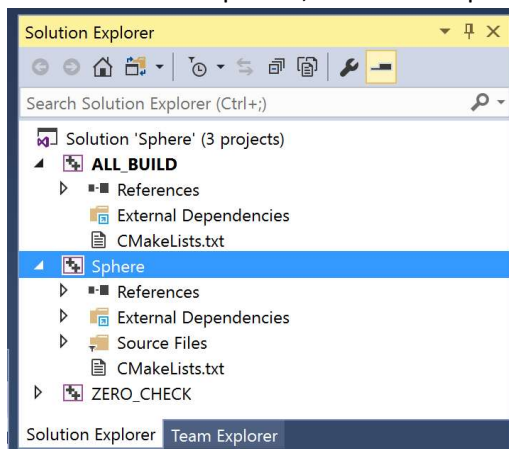 Solution Explorer
Search Solution Explorer (Ctrl+;)
Solution 'Sphere' (3 projects)
ALL_BUILD
References
External Dependencies
CMakeLists.txt
Sphere
References
External Dependencies
Source Files
CMakeLists.txt
ZERO_CHECK
Solution Explorer Team Explorer